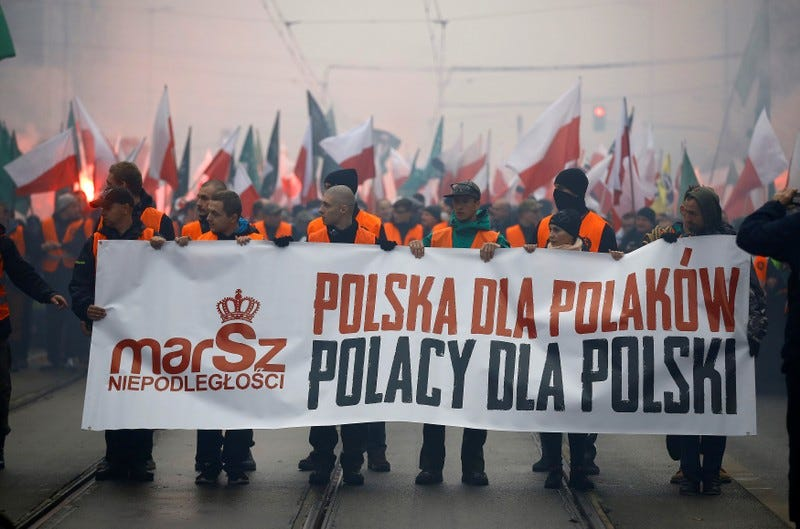 marSz
NIEPODLEGŁOŚCI
POLSKA DLA POLAKÓW
POLACY DLA POLSKI